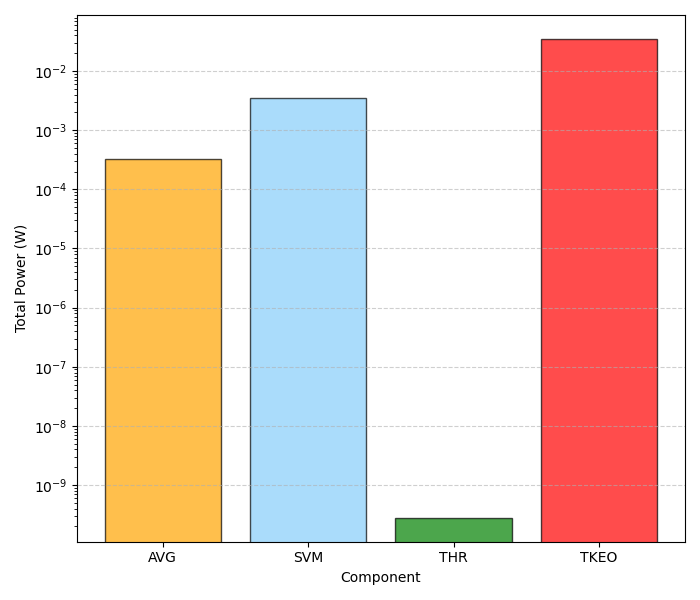 Total Power (W)
10⁻²
10⁻³
10⁻⁴
10⁻⁵
10⁻⁶
10⁻⁷
10⁻⁸
10⁻⁹
AVG SVM THR TKEO
Component